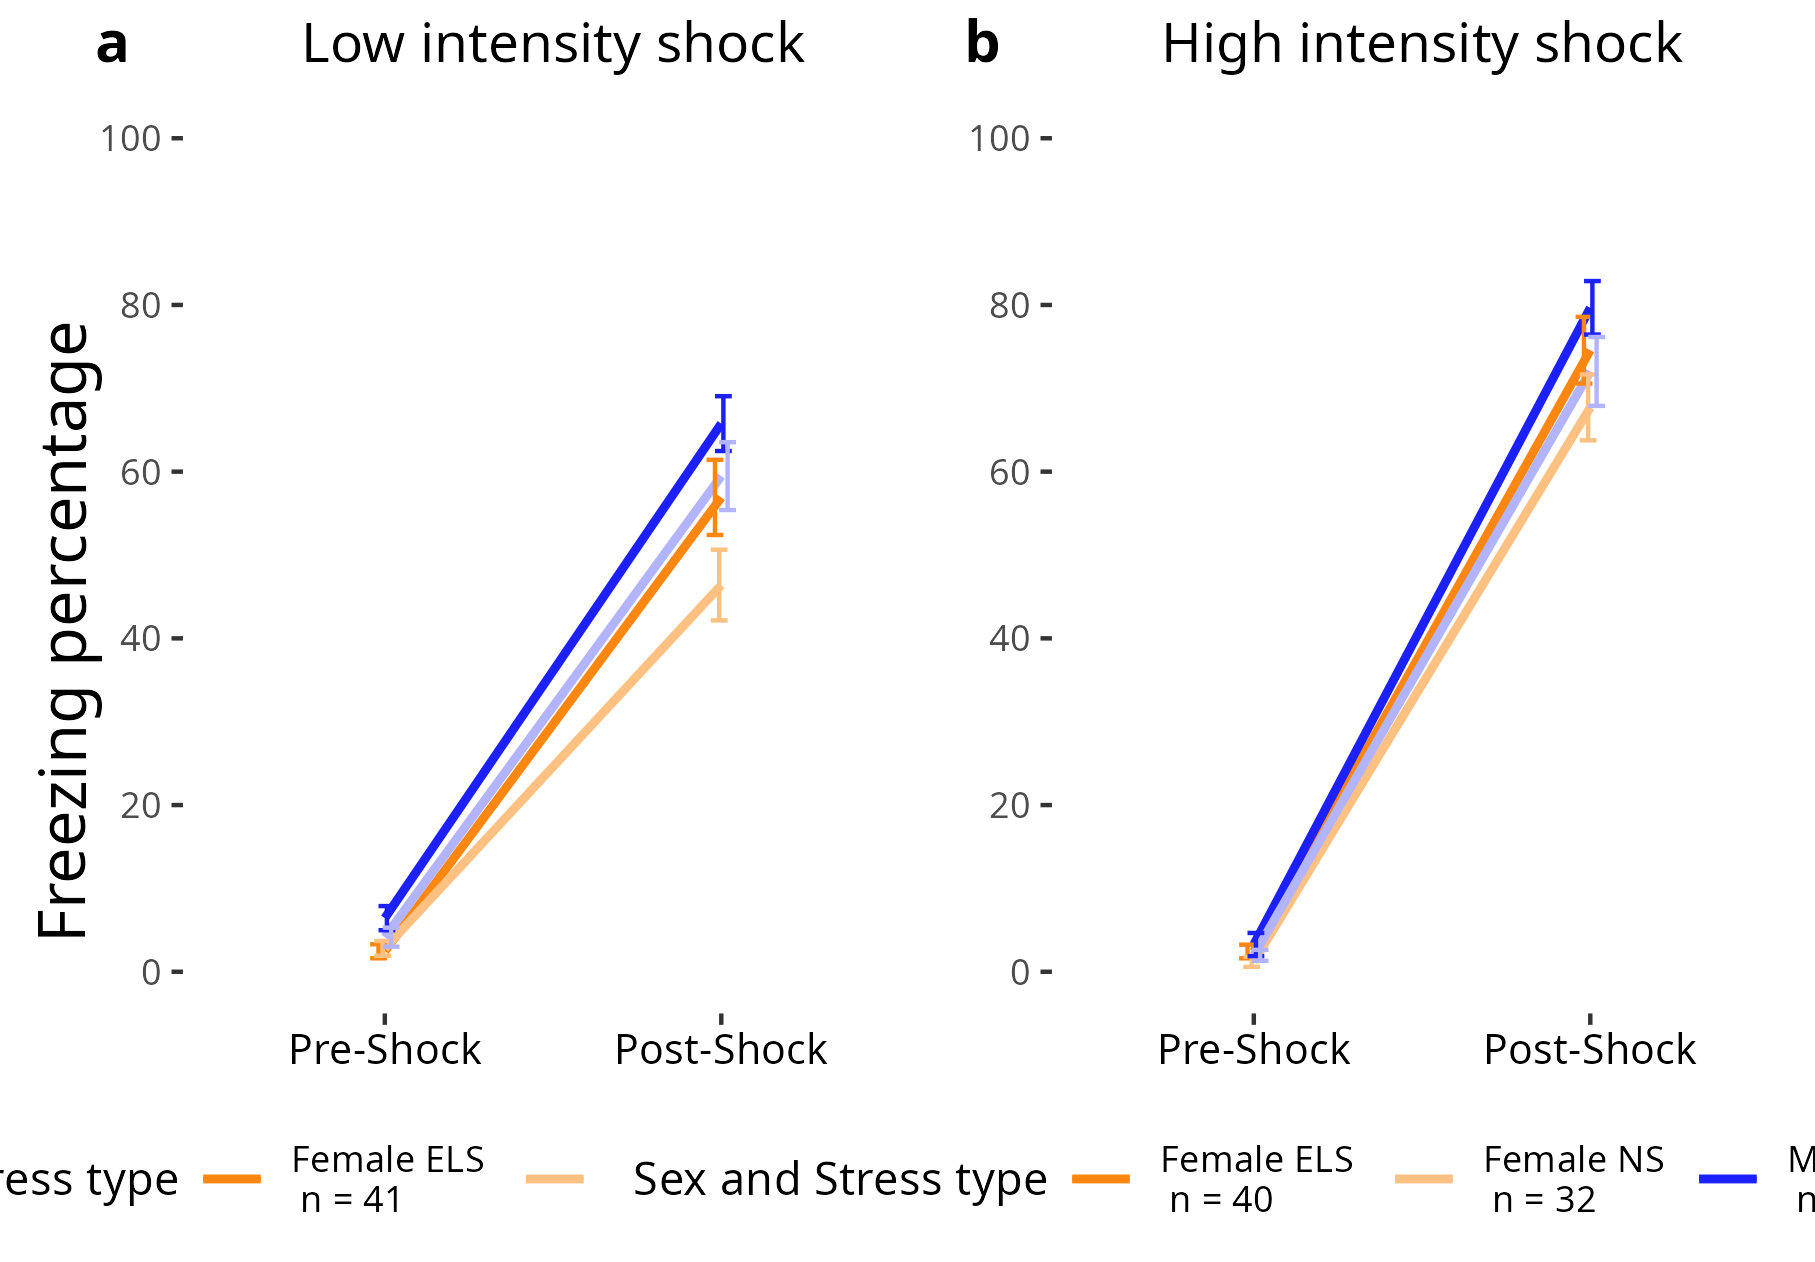 a Low intensity shock
b High intensity shock
Freezing percentage
100
80
60
40
20
0
Pre-Shock Post-Shock
100
80
60
40
20
0
Pre-Shock Post-Shock
type
Female ELS
n = 41
Sex and Stress type
Female ELS
n = 40
Female NS
n = 32